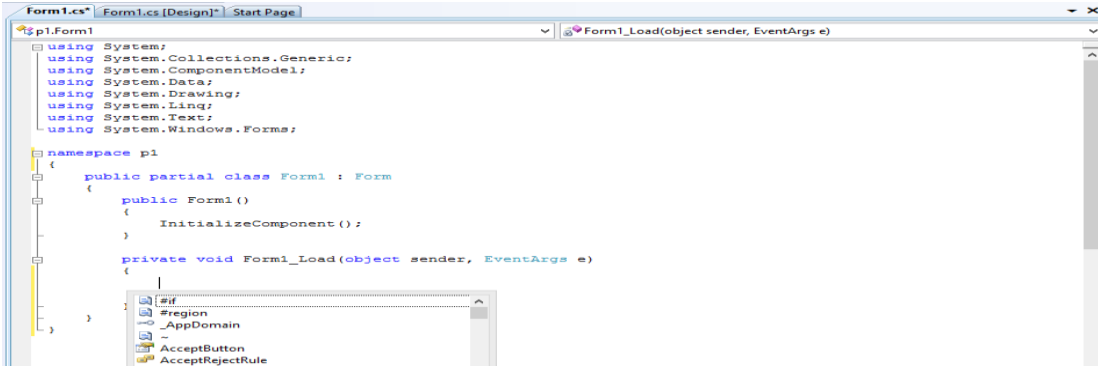 Form1.cs* Form1.cs [Design]* Start Page
p1.Form1 Form1_Load(object sender, EventArgs e)
using System;
using System.Collections.Generic;
using System.ComponentModel;
using System.Data;
using System.Drawing;
using System.Linq;
using System.Text;
using System.Windows.Forms;
namespace p1
{
public partial class Form1 : Form
{
public Form1()
{
InitializeComponent();
}
private void Form1_Load(object sender, EventArgs e)
{
#if
#region
_AppDomain
~
AcceptButton
AcceptRejectRule
}
}